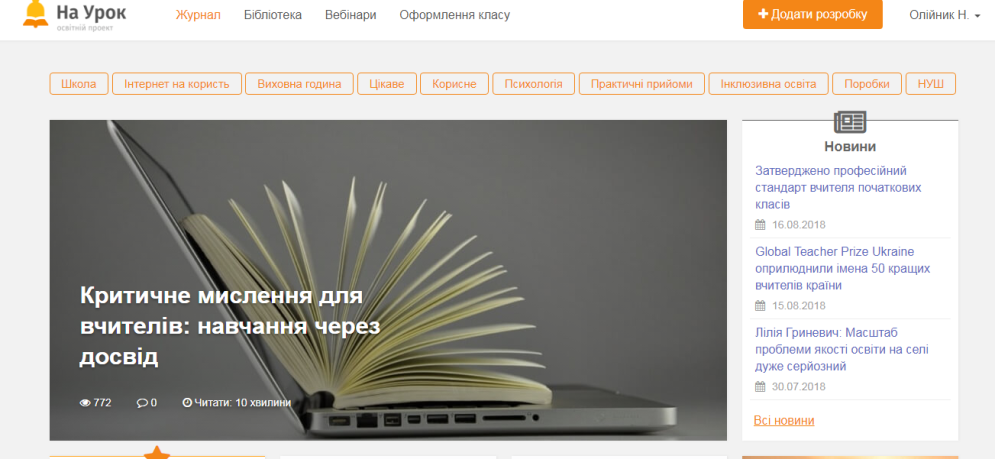 На Урок
освітній проект
Журнал Бібліотека Вебінари Оформлення класу
+ Додати розробку
Олійник Н.
Школа Інтернет на користь Виховна година Цікаве Корисне Психологія Практичні прийоми Інклюзивна освіта Поробки НУШ
Критичне мислення для
вчителів: навчання через
досвід
772 0 Читати: 10 хвилини
Новини
Затверджено професійний
стандарт вчителя початкових
класів
16.08.2018
Global Teacher Prize Ukraine
оприлюднили імена 50 кращих
вчителів країни
15.08.2018
Лілія Гриневич: Масштаб
проблеми якості освіти на селі
дуже серйозний
30.07.2018
Всі новини